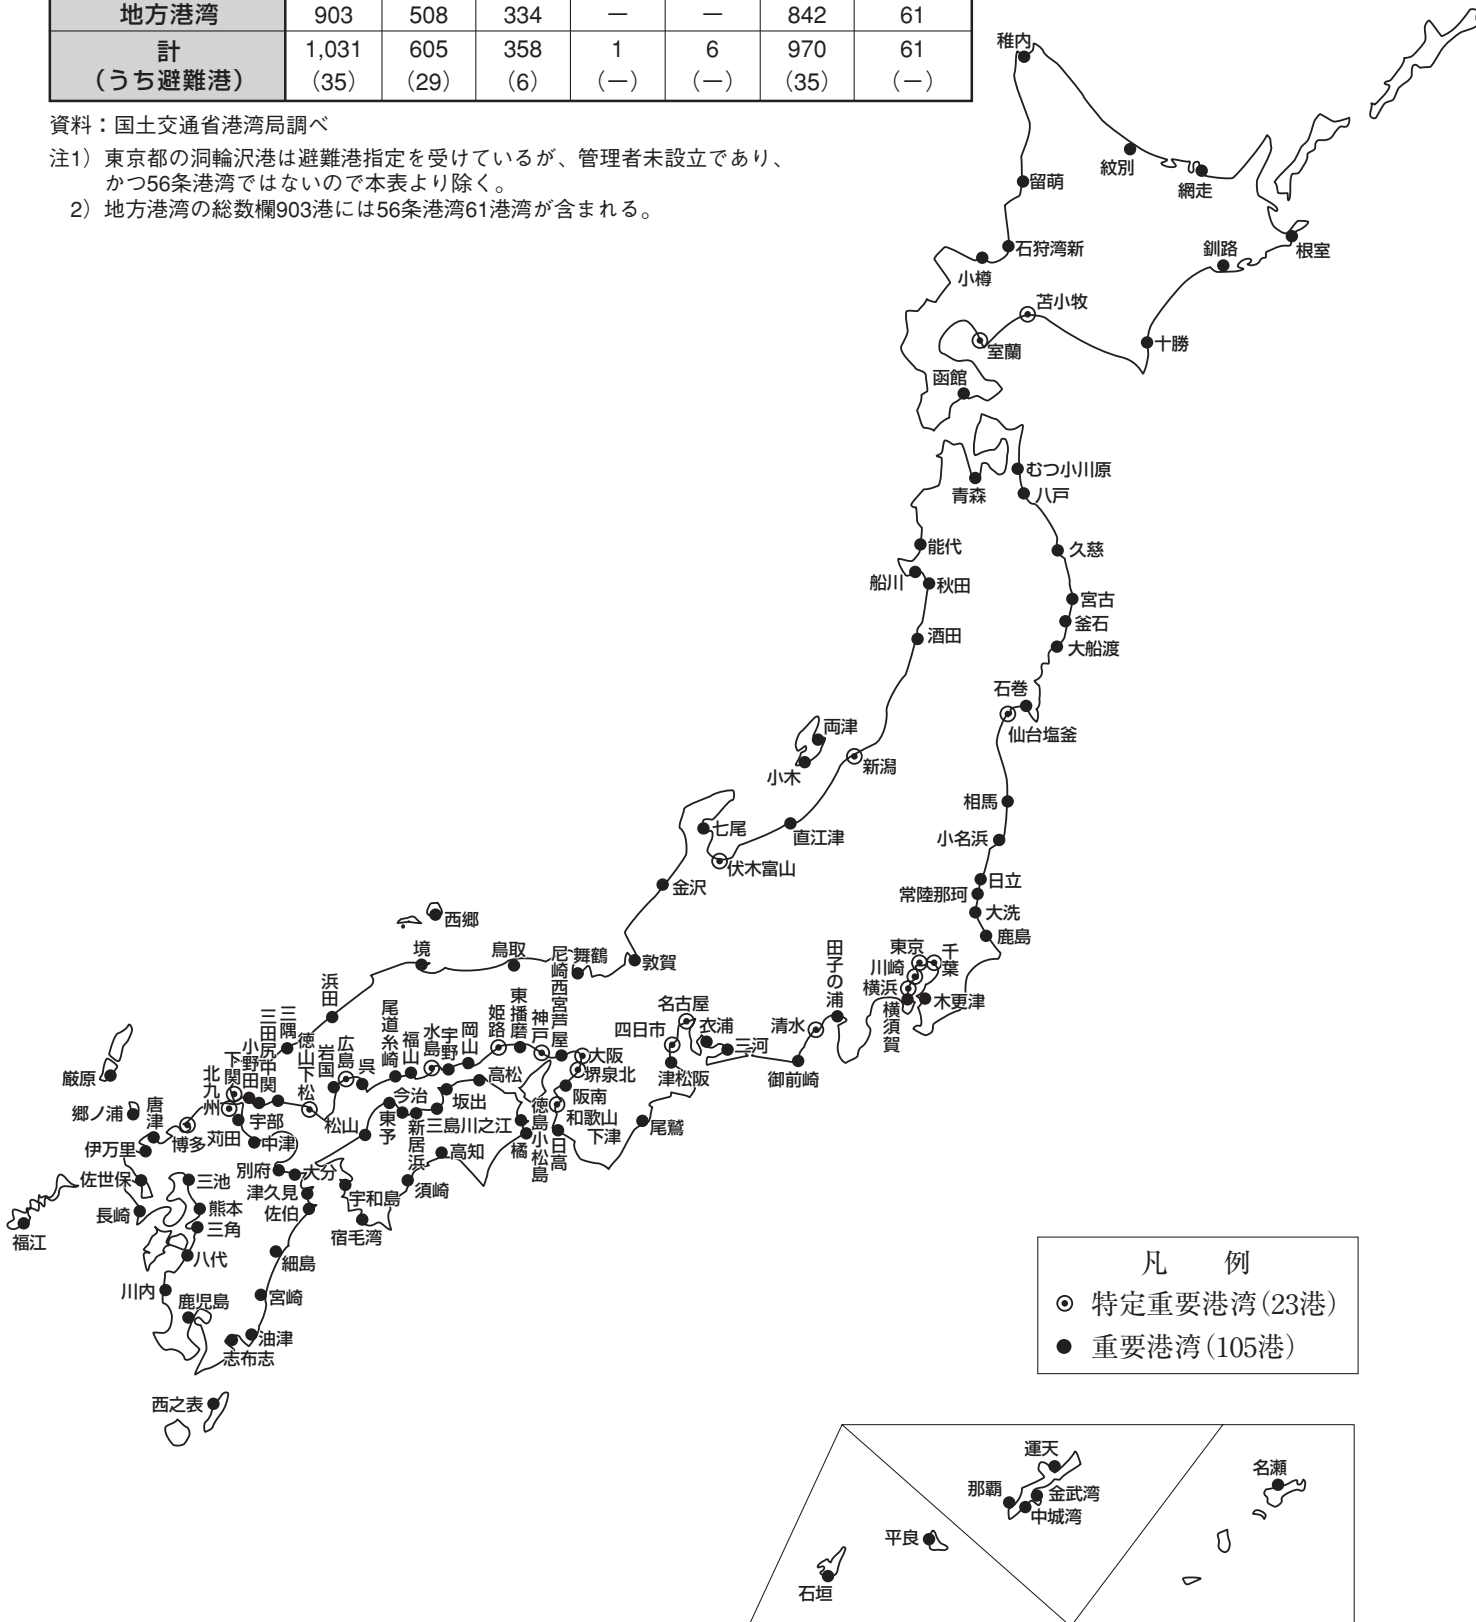 地方港湾 903 508 334 － － 842 61
計 1,031 605 358 1 6 970 61
（うち避難港） （35） （29） （6） （－） （－） （35） （－）
資料：国土交通省港湾局調べ
注1）東京都の洞輪沢港は避難港指定を受けているが、管理者未設立であり、
かつ56条港湾ではないので本表より除く。
2）地方港湾の総数欄903港には56条港湾61港湾が含まれる。
稚内
紋別
網走
留萌
根室
釧路
石狩湾新
小樽
苫小牧
十勝
室蘭
函館
むつ小川原
青森
八戸
能代
久慈
船川
秋田
宮古
釜石
酒田
大船渡
石巻
仙台塩釜
両津
新潟
小木
相馬
七尾
直江津
小名浜
伏木富山
日立
金沢
常陸那珂
大洗
西郷
鹿島
境
鳥取
尼崎西宮芦屋
舞鶴
敦賀
田子の浦
東京
千葉
川崎
横浜
木更津
横須賀
浜田
三隅
三田尻中関
小野田
下関
北九州
徳山下松
岩国
広島
呉
尾道糸崎
福山
水島
宇野
岡山
姫路
東播磨
神戸
大阪
堺泉北
阪南
和歌山
下津
日高
名古屋
四日市
衣浦
三河
津松阪
清水
御前崎
尾鷲
厳原
郷ノ浦
唐津
伊万里
博多
苅田
宇部
中津
松山
今治
東予
新居浜
三島川之江
坂出
高松
徳島小松島
橘
高知
須崎
別府
大分
津久見
佐伯
宇和島
宿毛湾
佐世保
三池
長崎
熊本
三角
福江
八代
細島
川内
宮崎
鹿児島
油津
志布志
西之表
凡例
特定重要港湾（23港）
重要港湾（105港）
運天
那覇
金武湾
中城湾
名瀬
平良
石垣